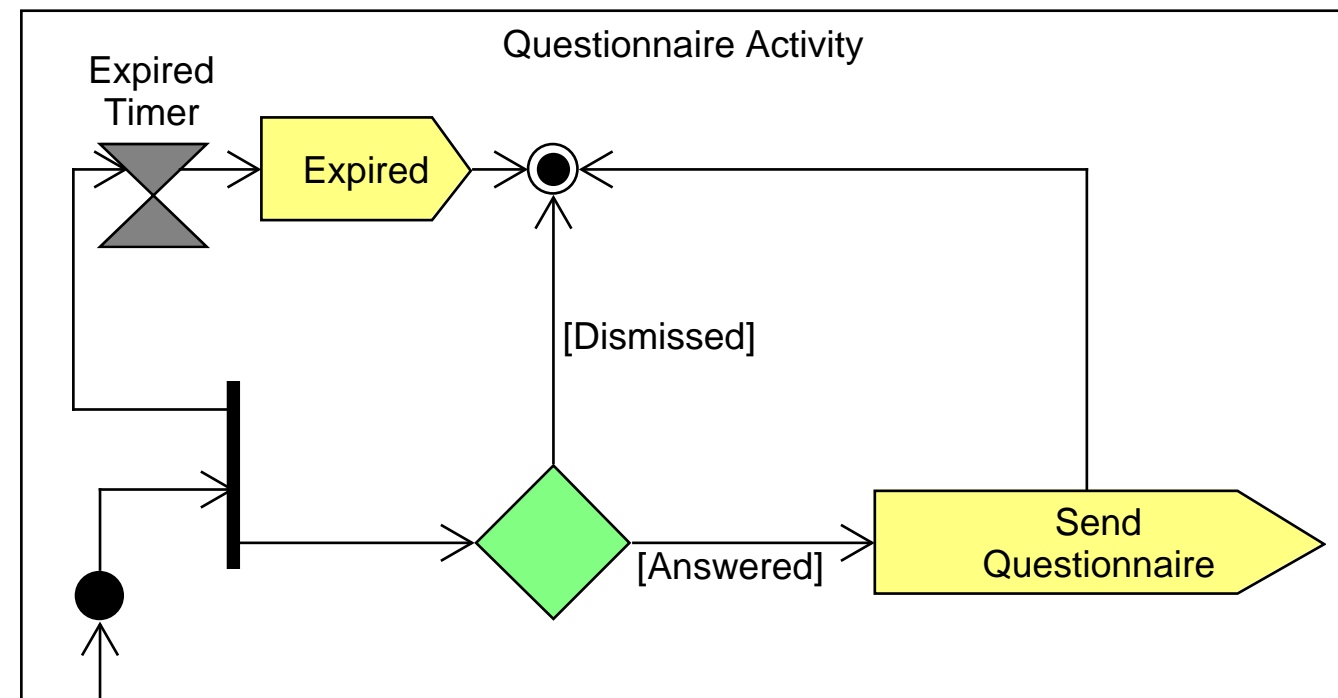 Questionnaire Activity
Expired
Timer
Expired
[Dismissed]
[Answered]
Send
Questionnaire